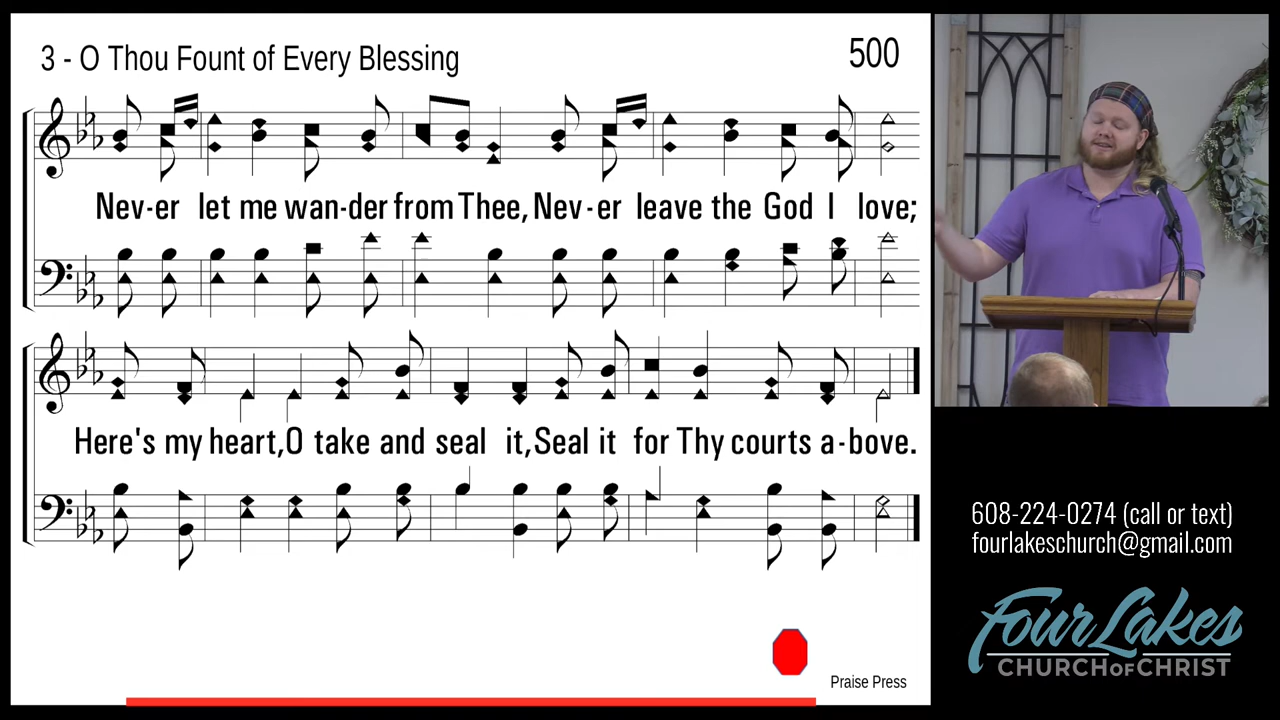 3 - O Thou Fount of Every Blessing
500
Nev-er let me wan-der from Thee, Nev-er leave the God I love;
Here's my heart, O take and seal it, Seal it for Thy courts a-bove.
Praise Press
608-224-0274 (call or text)
fourlakeschurch@gmail.com
Four Lakes
CHURCH OF CHRIST